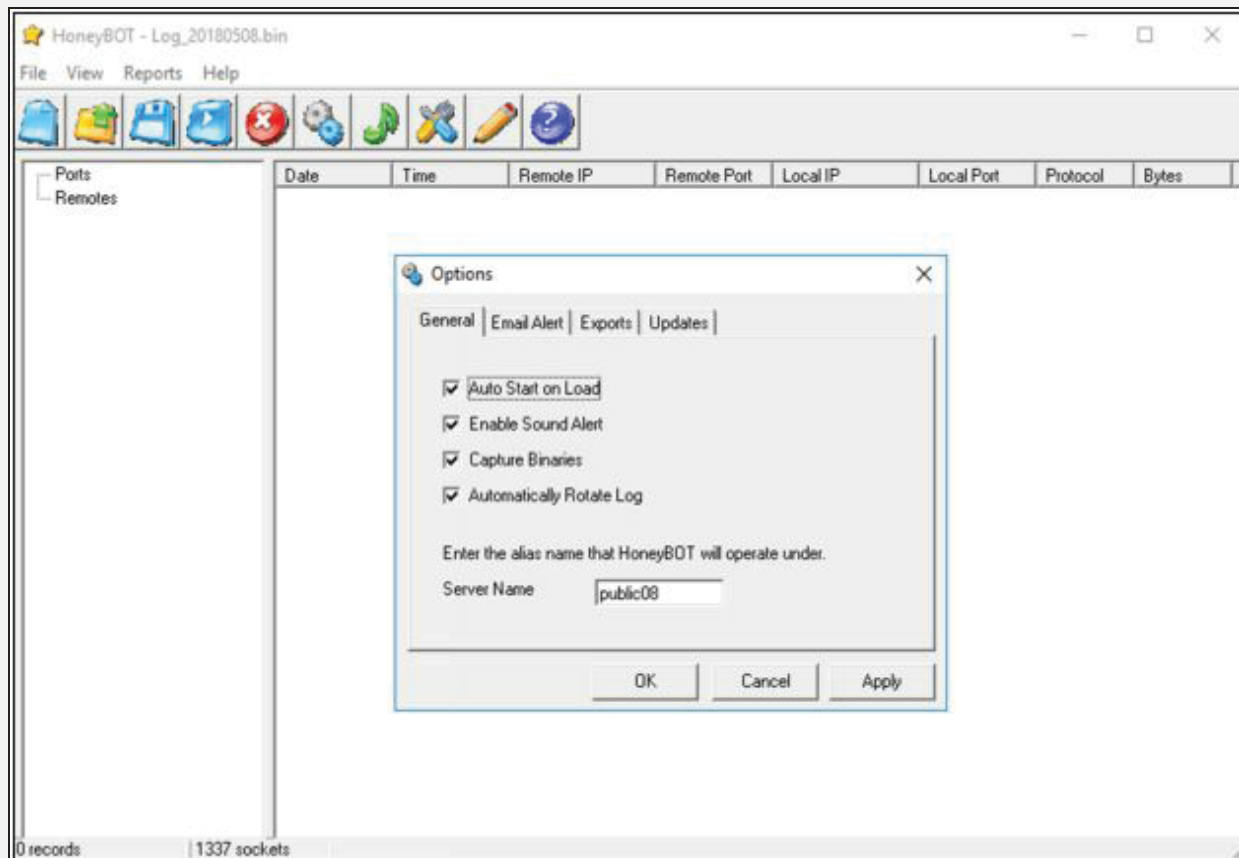 HoneyBOT - Log_20180508.bin
File View Reports Help
Ports
Remotes
Date Time Remote IP Remote Port Local IP Local Port Protocol Bytes
Options
General Email Alert Exports Updates
Auto Start on Load
Enable Sound Alert
Capture Binaries
Automatically Rotate Log
Enter the alias name that HoneyBOT will operate under.
Server Name public08
OK Cancel Apply
0 records 1337 sockets